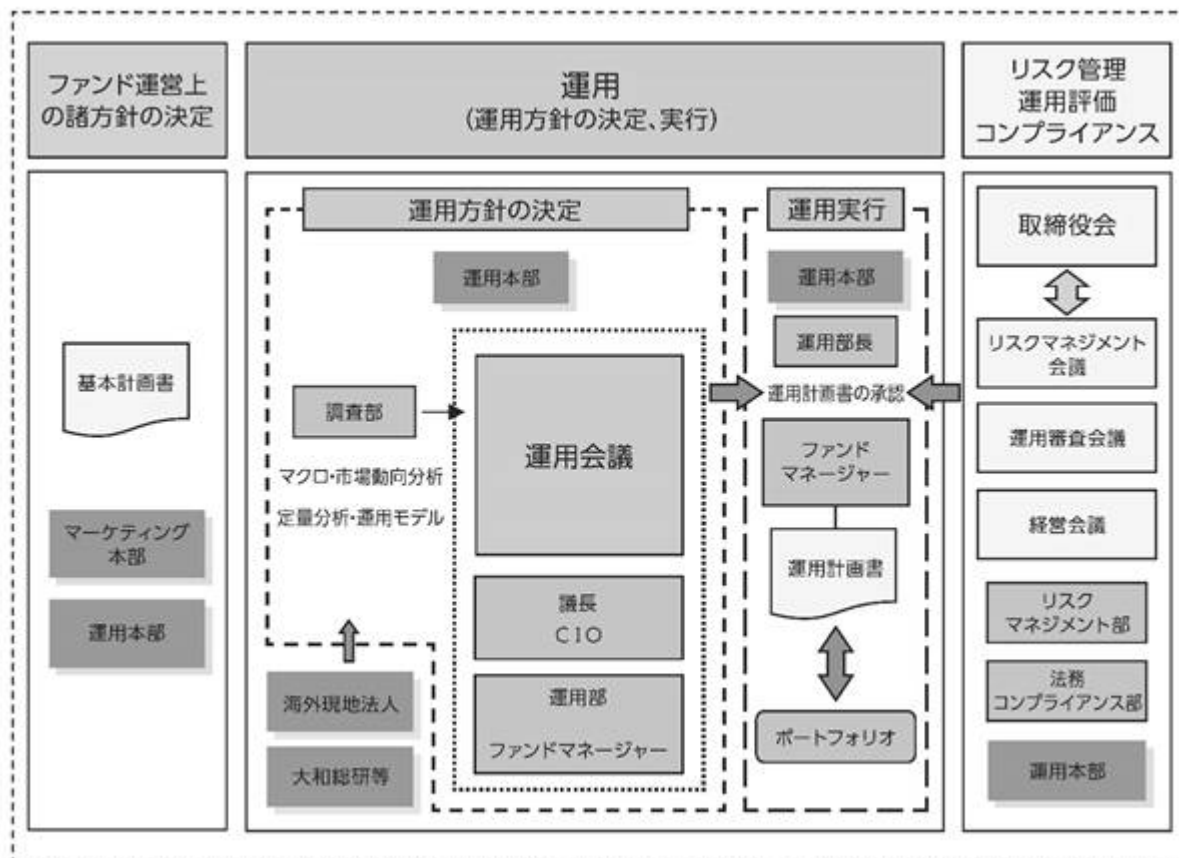 ファンド運営上
の諸方針の決定
運用
(運用方針の決定、実行)
リスク管理
運用評価
コンプライアンス
基本計画書
マーケティング
本部
運用本部
運用方針の決定
運用本部
調査部
マクロ・市場動向分析
定量分析・運用モデル
運用会議
議長
CIO
運用部
ファンドマネージャー
海外現地法人
大和総研等
運用実行
運用本部
運用部長
運用計画書の承認
ファンド
マネージャー
運用計画書
ポートフォリオ
取締役会
リスクマネジメント
会議
運用審査会議
経営会議
リスク
マネジメント部
法務
コンプライアンス部
運用本部